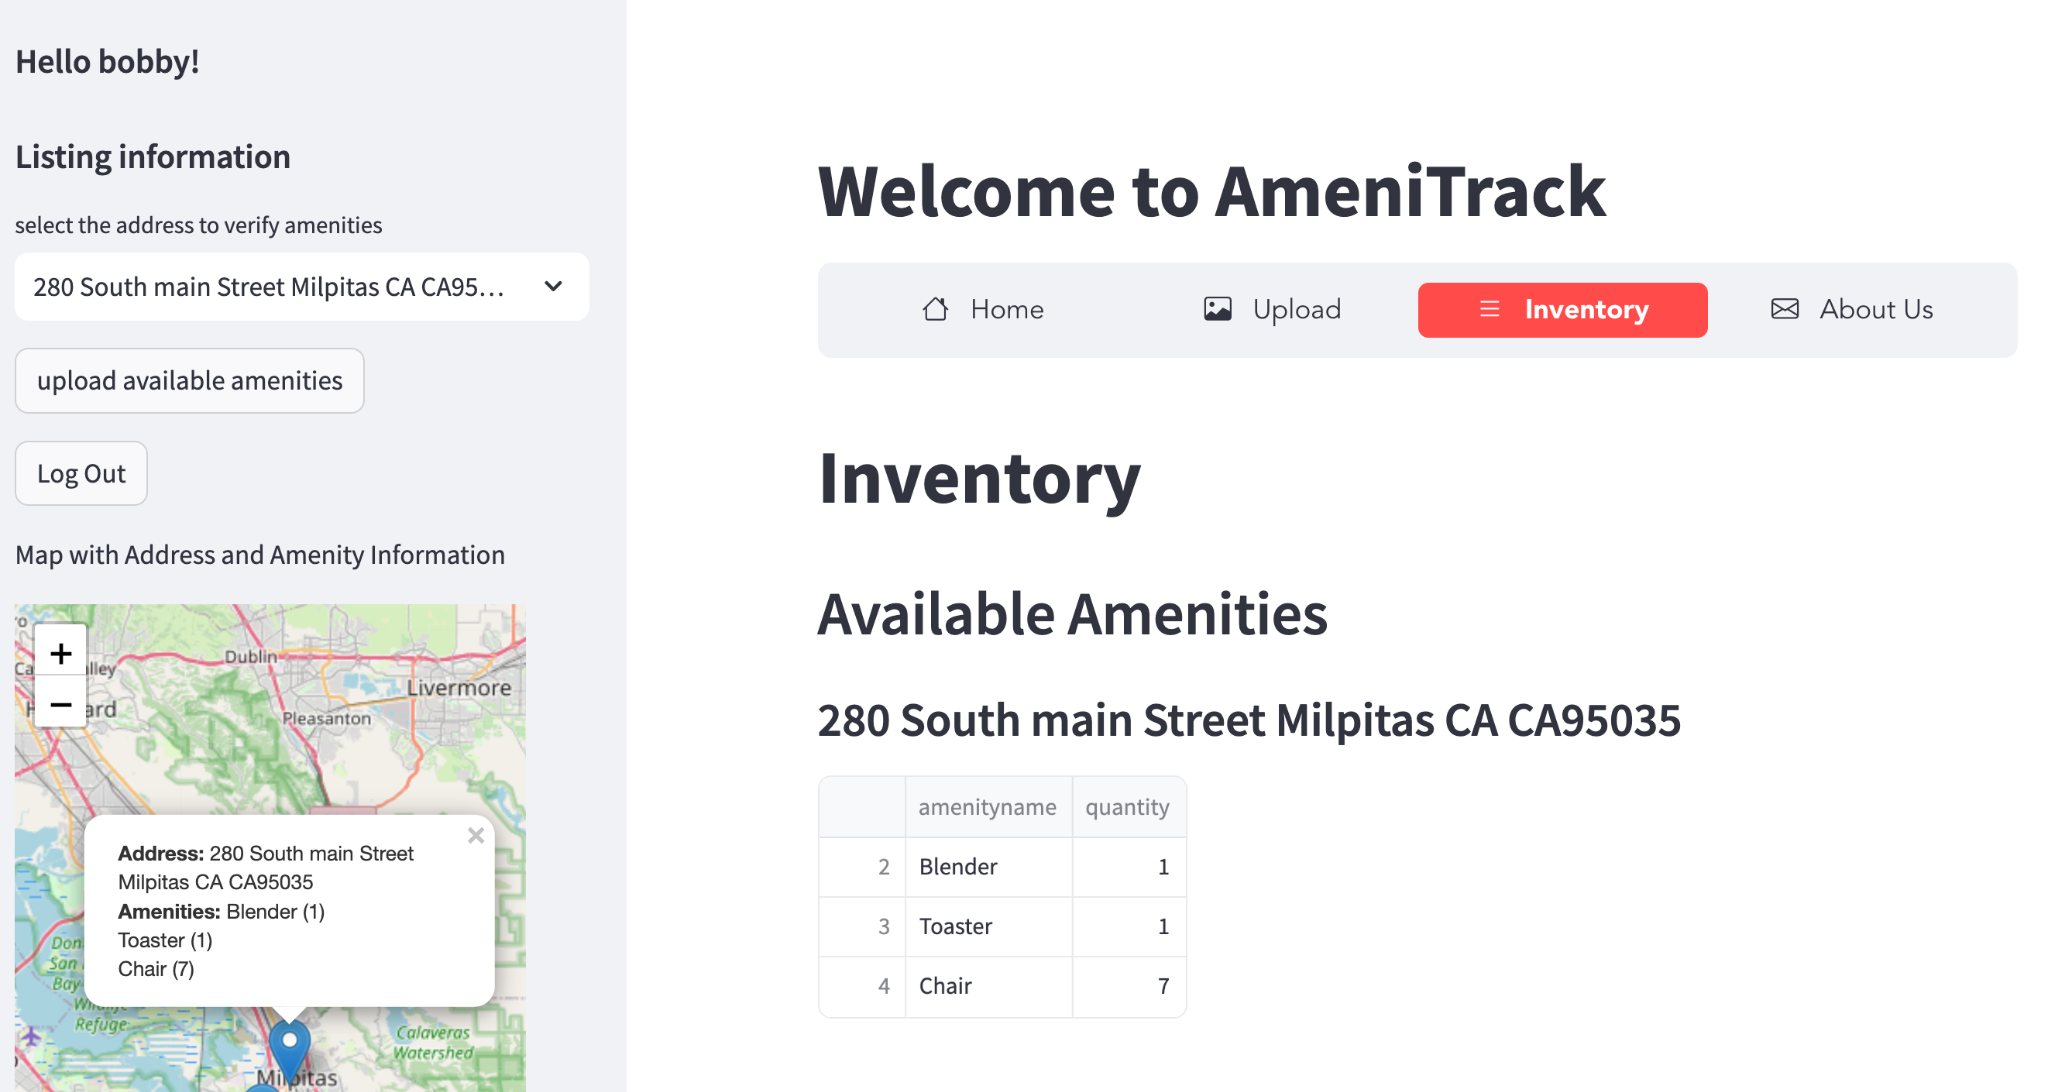 Hello bobby!
Listing information
select the address to verify amenities
280 South main Street Milpitas CA CA95...
upload available amenities
Log Out
Map with Address and Amenity Information
+
−
Dublin
Livermore
Pleasanton
×
Address: 280 South main Street
Milpitas CA CA95035
Amenities: Blender (1)
Toaster (1)
Chair (7)
Don
San
Bay
Wildlife
Refuge
Calaveras
Watershed
Milpitas
Welcome to AmeniTrack
Home Upload Inventory About Us
Inventory
Available Amenities
280 South main Street Milpitas CA CA95035
amenityname quantity
2 Blender 1
3 Toaster 1
4 Chair 7